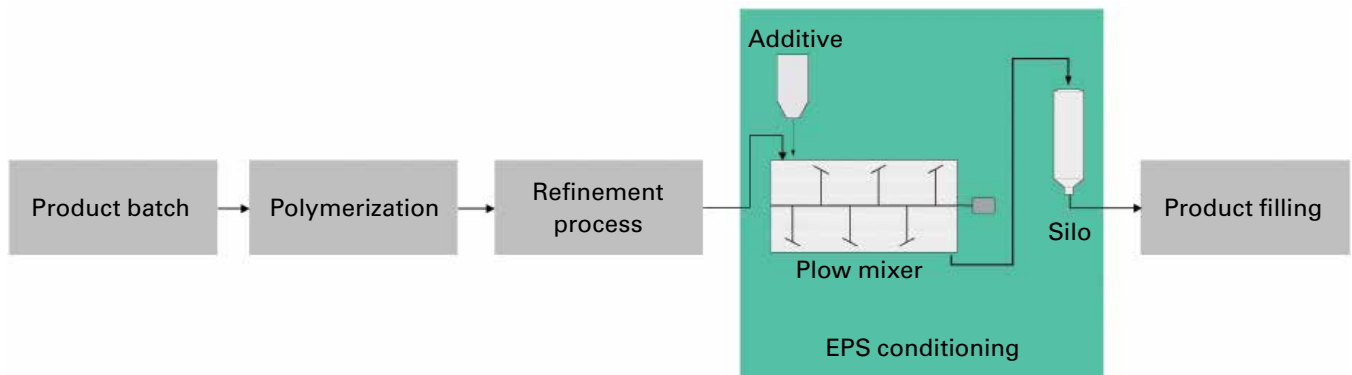 Additive
Product batch
Polymerization
Refinement
process
Plow mixer
Silo
Product filling
EPS conditioning